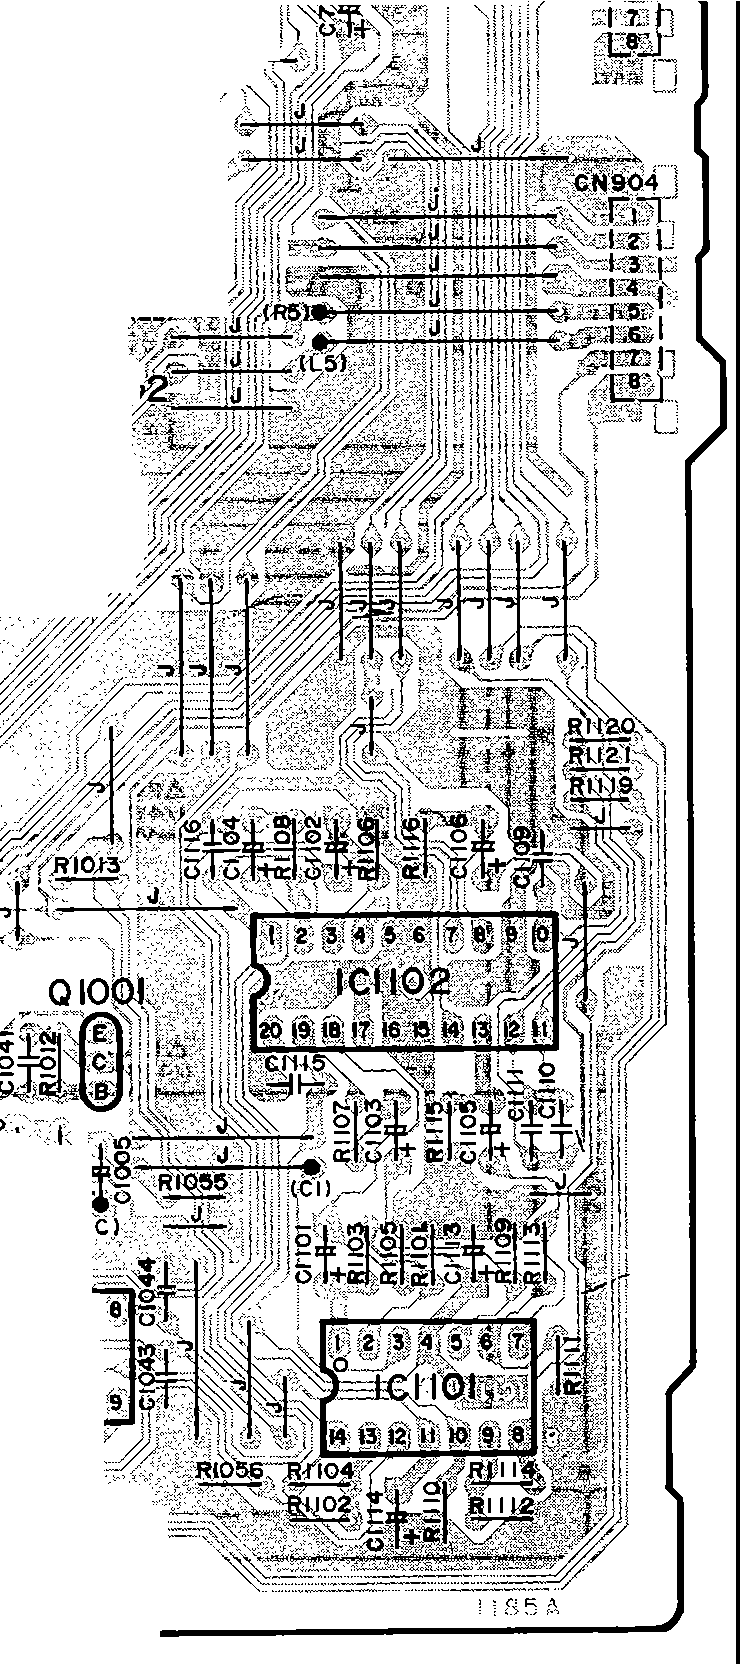 C7
+
7
8
J
J
J
CN904
J
1
J
2
J
3
4
(R5)
J
5
J
J
6
(L5)
7
J
8
2
J
J J J J J J J
J J J
J
R1120
R1121
J
R1119
J
C1116 C1104 R1108 C1102 R1106 R1116 C1106 C1109
+ + +
R1013
J
J
J
1 2 3 4 5 6 7 8 9 10
IC1102
20 19 18 17 16 15 14 13 12 11
Q1001
E
C
B
C1041 R1012
C1115
R1107 C1103 R1115 C1105 C1111 C1110
+ +
J
J
C1005
R1055
(C1)
J
C)
J
C1101 R1103 R1105 R1101 C1113 R1109 R1113
+ +
C1044
6
C1043
9
J
J
J
1 2 3 4 5 6 7
IC1101
14 13 12 11 10 9 8
R1111
R1056 R1104 R1114
R1102 C1114 R1110 R1112
+
1185A